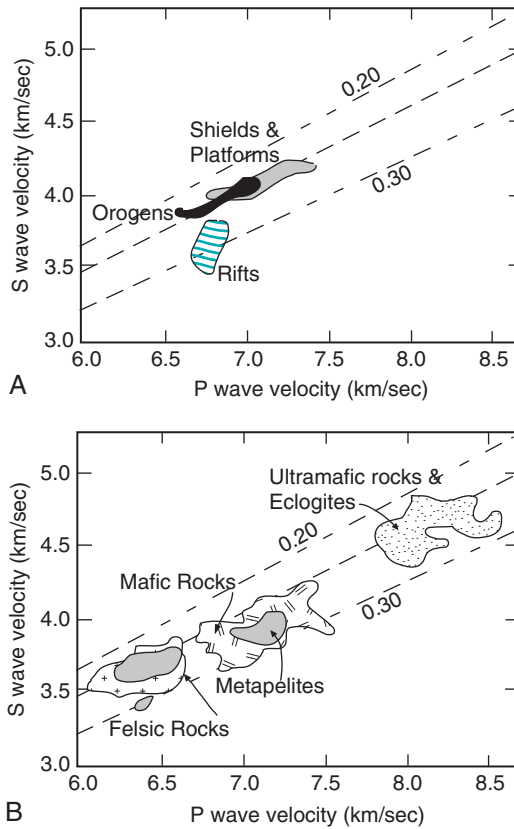 5.0
4.5
4.0
3.5
3.0
S wave velocity (km/sec)
0.20
0.30
Shields &
Platforms
Orogens
Rifts
6.0 6.5 7.0 7.5 8.0 8.5
P wave velocity (km/sec)
A
5.0
4.5
4.0
3.5
3.0
S wave velocity (km/sec)
Ultramafic rocks &
Eclogites
0.20
0.30
Mafic Rocks
Metapelites
Felsic Rocks
6.0 6.5 7.0 7.5 8.0 8.5
P wave velocity (km/sec)
B